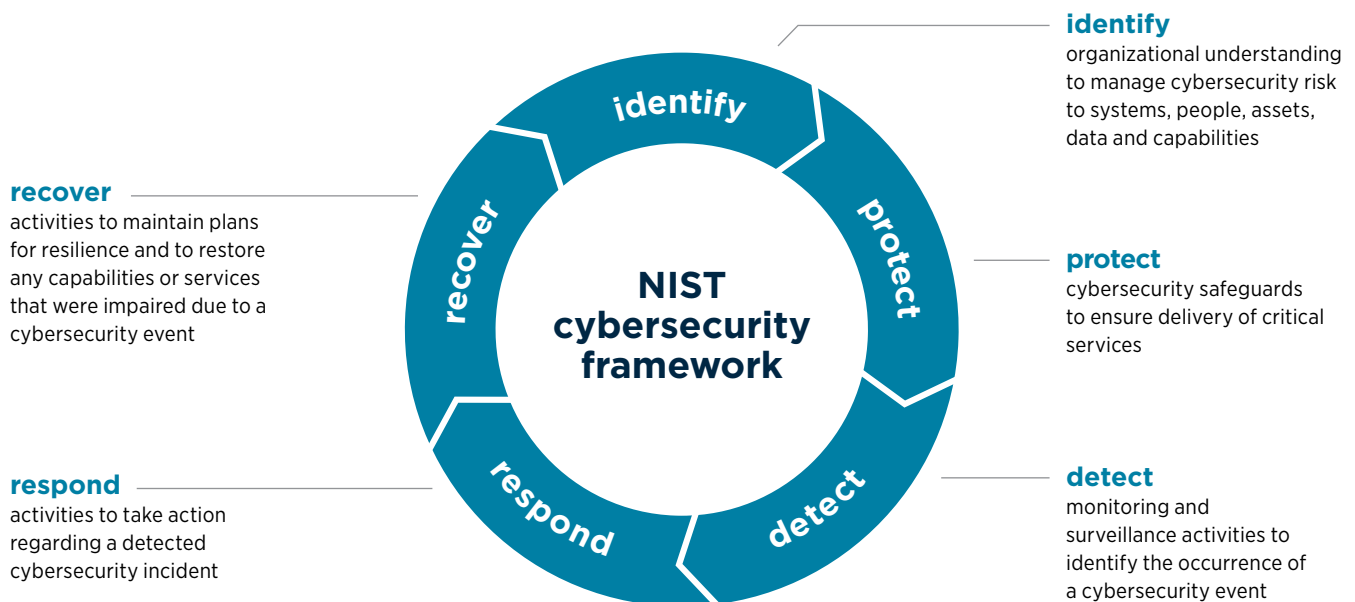 identify
organizational understanding
to manage cybersecurity risk
to systems, people, assets,
data and capabilities
protect
cybersecurity safeguards
to ensure delivery of critical
services
detect
monitoring and
surveillance activities to
identify the occurrence of
a cybersecurity event
respond
activities to take action
regarding a detected
cybersecurity incident
recover
activities to maintain plans
for resilience and to restore
any capabilities or services
that were impaired due to a
cybersecurity event
identify
protect
detect
respond
recover
NIST
cybersecurity
framework